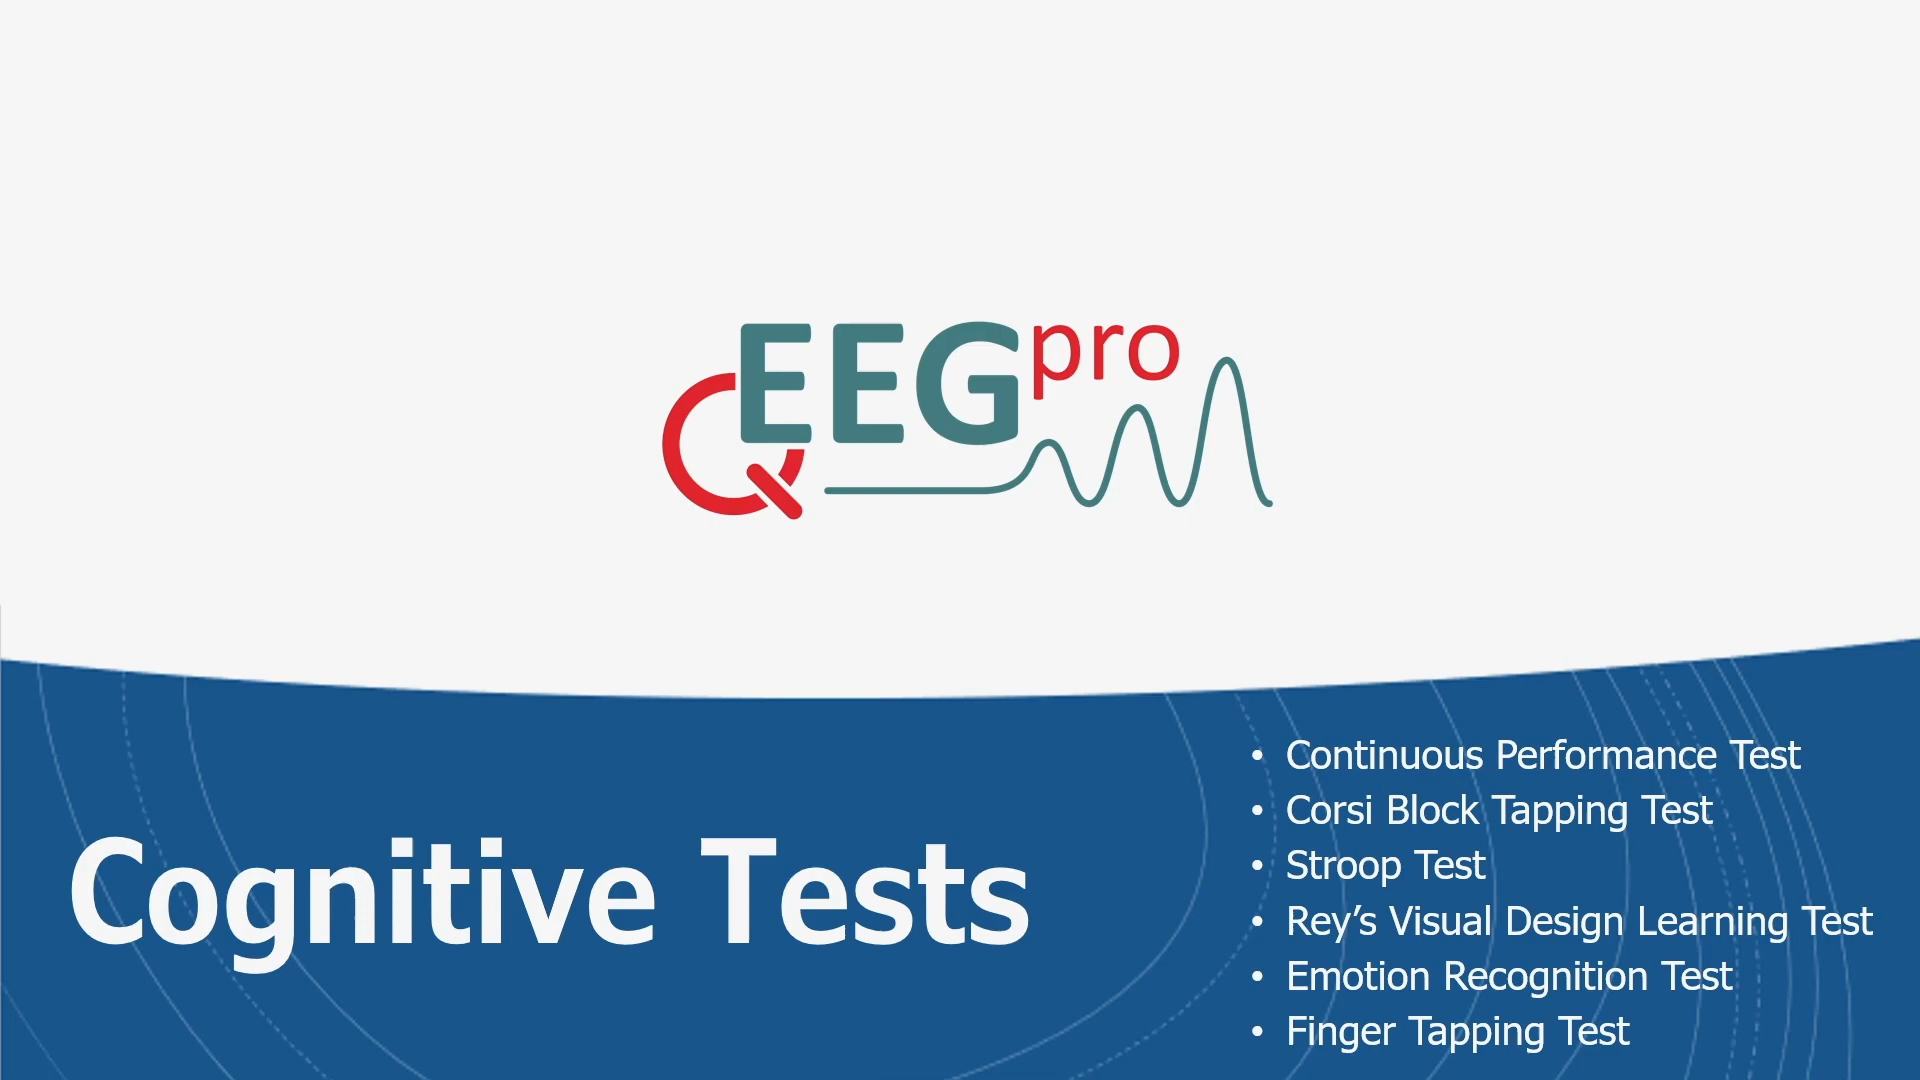 QEEGpro
Cognitive Tests
• Continuous Performance Test
• Corsi Block Tapping Test
• Stroop Test
• Rey’s Visual Design Learning Test
• Emotion Recognition Test
• Finger Tapping Test